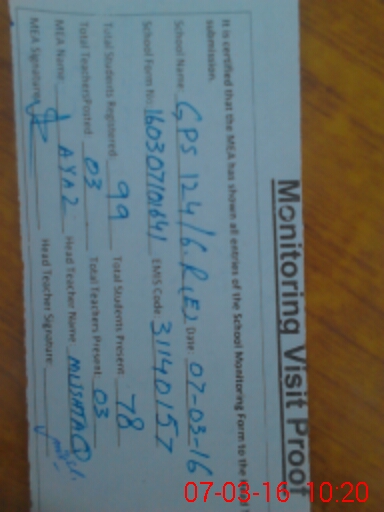 Monitoring Visit Proof
It is certified that the MEA has shown all entries of the School Monitoring Form to the
submission.
School Name: GPS 124/6.R(E) Date: 07-03-16
School Form No: 160307101641 EMIS Code: 31140157
Total Students Registered: 99 Total Students Present: 78
Total Teachers Posted: 03 Total Teachers Present: 03
MEA Name: AYAZ Head Teacher Name: MUSHTAQ
MEA Signature: Head Teacher Signature:
07-03-16 10:20